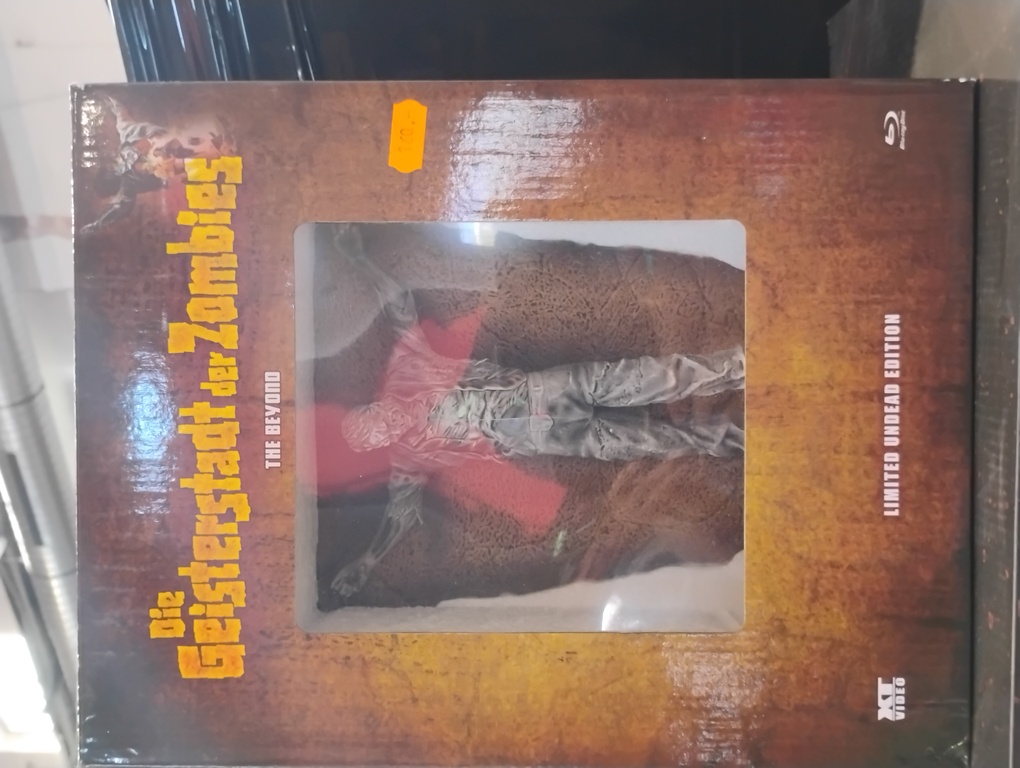 Die
Geisterstadt der Zombies
THE BEYOND
LIMITED UNDEAD EDITION
XT
VIDEO